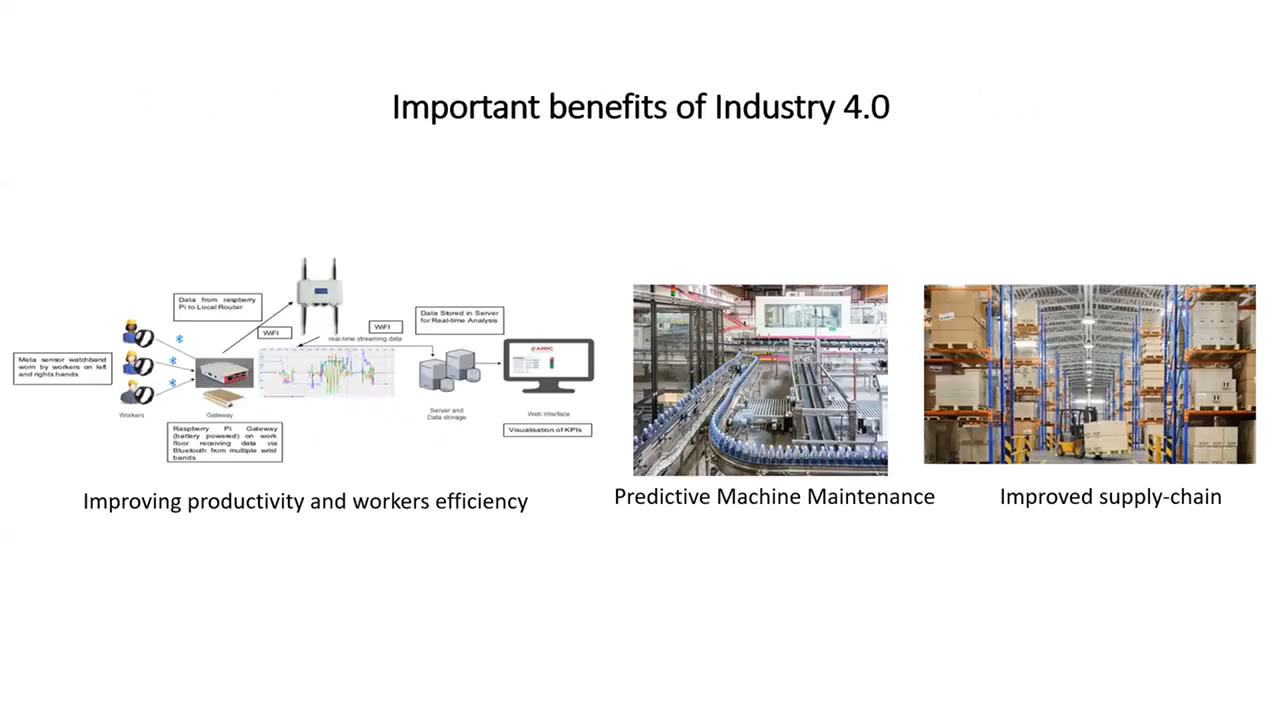 Important benefits of Industry 4.0
Data from raspberry
Pi to Local Router
WiFi
WiFi
real-time streaming data
Data Stored in Server
for Real-time Analysis
Meta sensor watchband
worn by workers on left
and rights hands.
AMPC
Workers
Gateway
Server and
Data storage
Web Interface
Raspberry Pi Gateway
(battery powered) on work
floor receiving data via
Bluetooth from multiple wrist
bands
Visualisation of KPIs
Improving productivity and workers efficiency
Predictive Machine Maintenance
Improved supply-chain